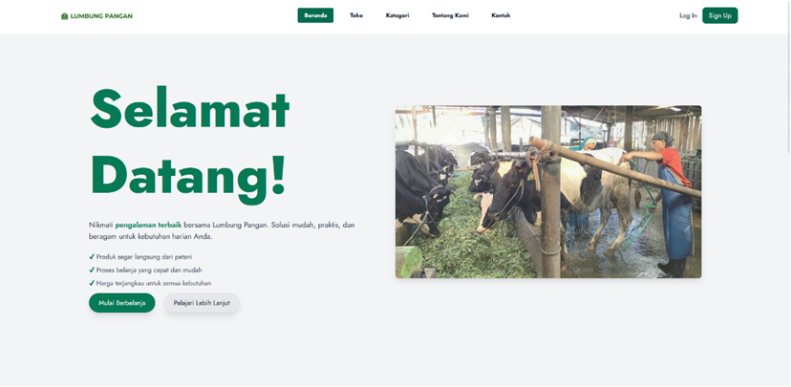 LUMBUNG PANGAN
Beranda
Toko
Kategori
Tentang Kami
Kontak
Log In
Sign Up
Selamat
Datang!
Nikmati pengalaman terbaik bersama Lumbung Pangan. Solusi mudah, praktis, dan
beragam untuk kebutuhan harian Anda.
✔ Produk segar langsung dari petani
✔ Proses belanja yang cepat dan mudah
✔ Harga terjangkau untuk semua kebutuhan
Mulai Berbelanja
Pelajari Lebih Lanjut